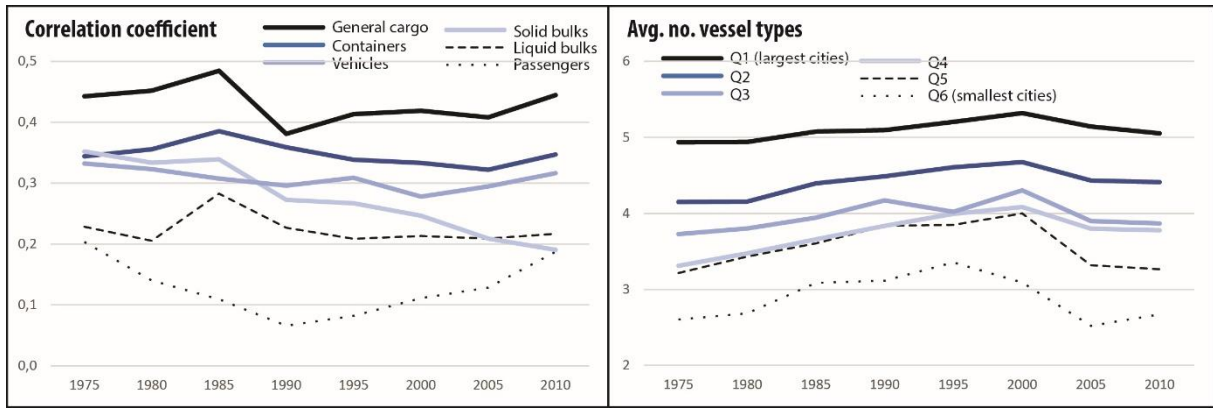 Correlation coefficient
General cargo
Containers
Vehicles
Solid bulks
Liquid bulks
Passengers
0,5
0,4
0,3
0,2
0,1
0,0
1975 1980 1985 1990 1995 2000 2005 2010
Avg. no. vessel types
Q1 (largest cities)
Q2
Q3
Q4
Q5
Q6 (smallest cities)
6
5
4
3
2
1975 1980 1985 1990 1995 2000 2005 2010